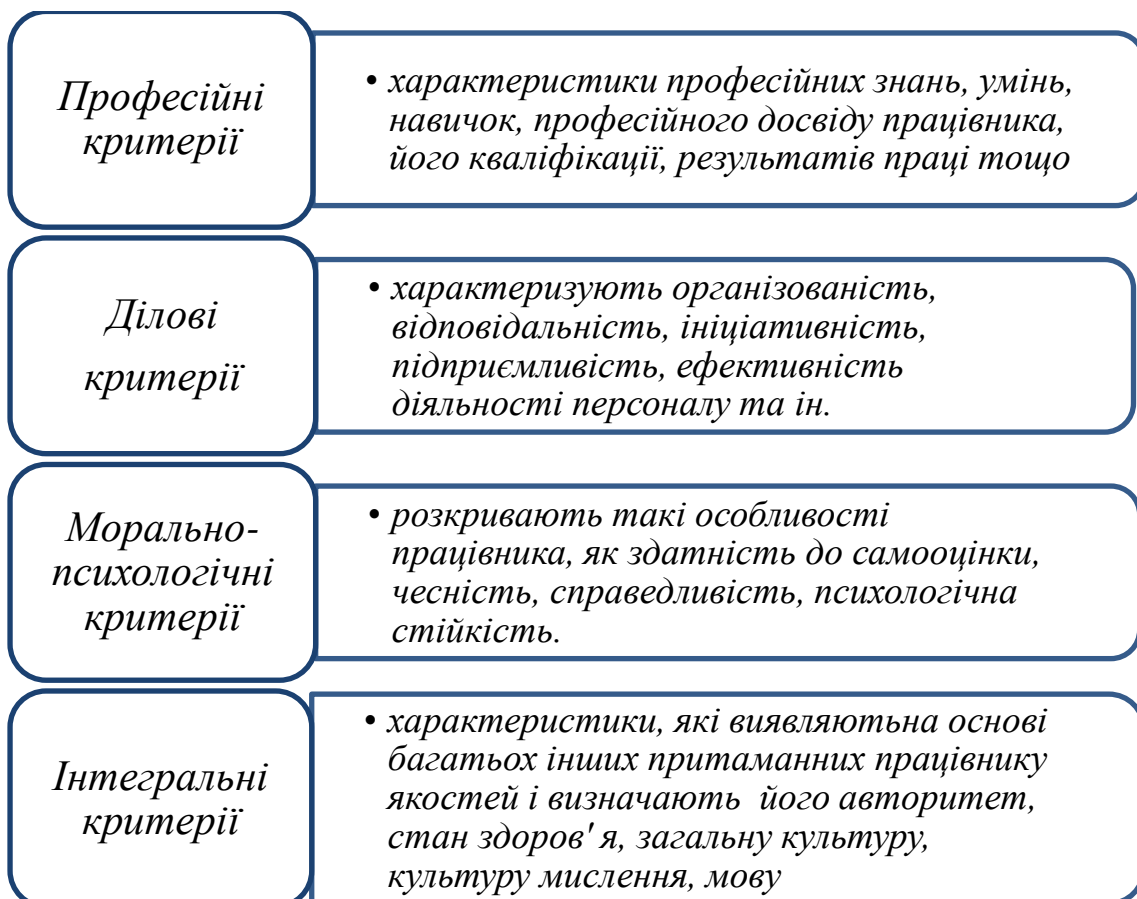 Професійні
критерії
• характеристики професійних знань, умінь,
навичок, професійного досвіду працівника,
його кваліфікації, результатів праці тощо
Ділові
критерії
• характеризують організованість,
відповідальність, ініціативність,
підприємливість, ефективність
діяльності персоналу та ін.
Морально-
психологічні
критерії
• розкривають такі особливості
працівника, як здатність до самооцінки,
чесність, справедливість, психологічна
стійкість.
Інтегральні
критерії
• характеристики, які виявляютьна основі
багатьох інших притаманних працівнику
якостей і визначають  його авторитет,
стан здоров' я, загальну культуру,
культуру мислення, мову